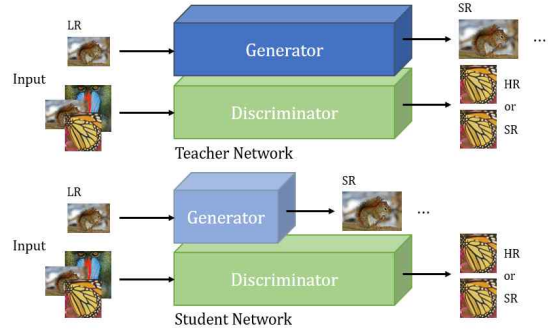 LR
SR
Generator
...
Input
HR
or
SR
Discriminator
Teacher Network
LR
SR
Generator
...
Input
HR
or
SR
Discriminator
Student Network